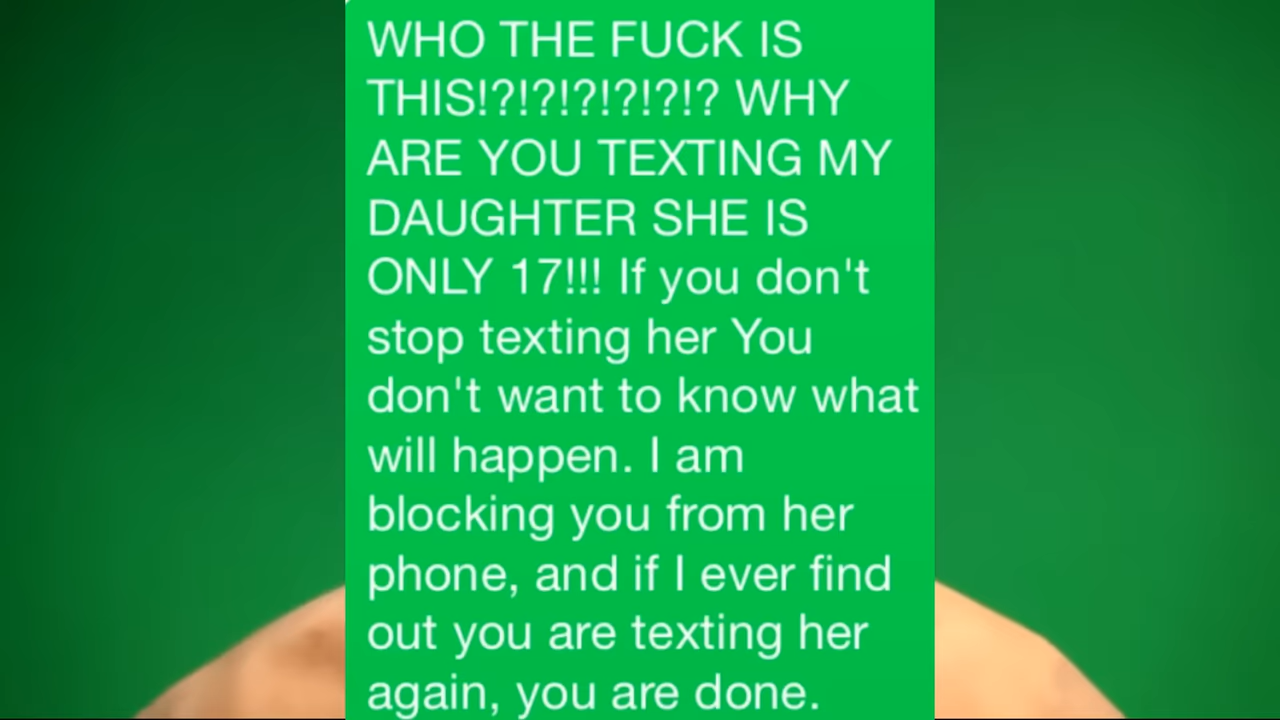 WHO THE FUCK IS
THIS!?!?!?!?!?!? WHY
ARE YOU TEXTING MY
DAUGHTER SHE IS
ONLY 17!!! If you don't
stop texting her You
don't want to know what
will happen. I am
blocking you from her
phone, and if I ever find
out you are texting her
again, you are done.